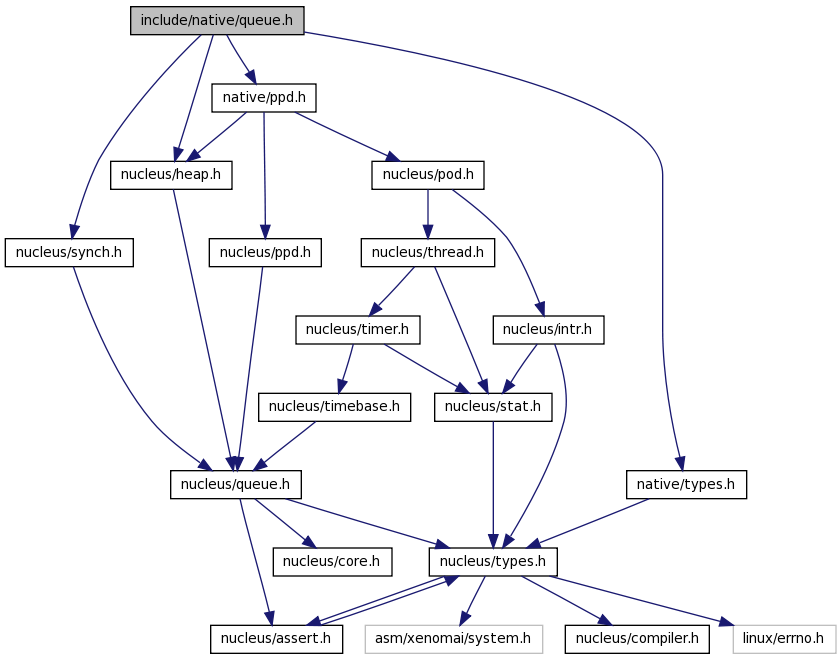 include/native/queue.h
native/ppd.h
nucleus/heap.h
nucleus/pod.h
nucleus/synch.h
nucleus/ppd.h
nucleus/thread.h
nucleus/timer.h
nucleus/intr.h
nucleus/timebase.h
nucleus/stat.h
nucleus/queue.h
native/types.h
nucleus/core.h
nucleus/types.h
nucleus/assert.h
asm/xenomai/system.h
nucleus/compiler.h
linux/errno.h